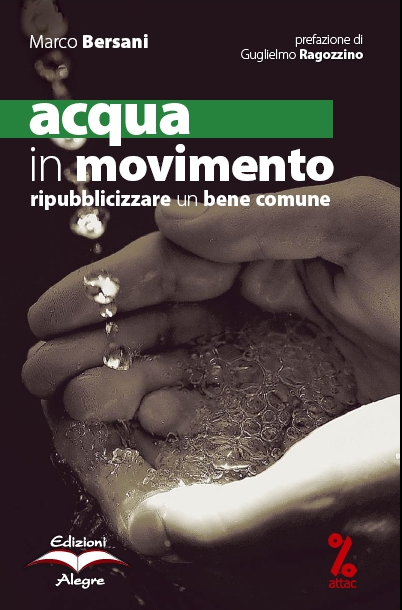 Marco Bersani
prefazione di
Guglielmo Ragozzino
acqua
in movimento
ripubblicizzare un bene comune
Edizioni
Alegre
%
attac